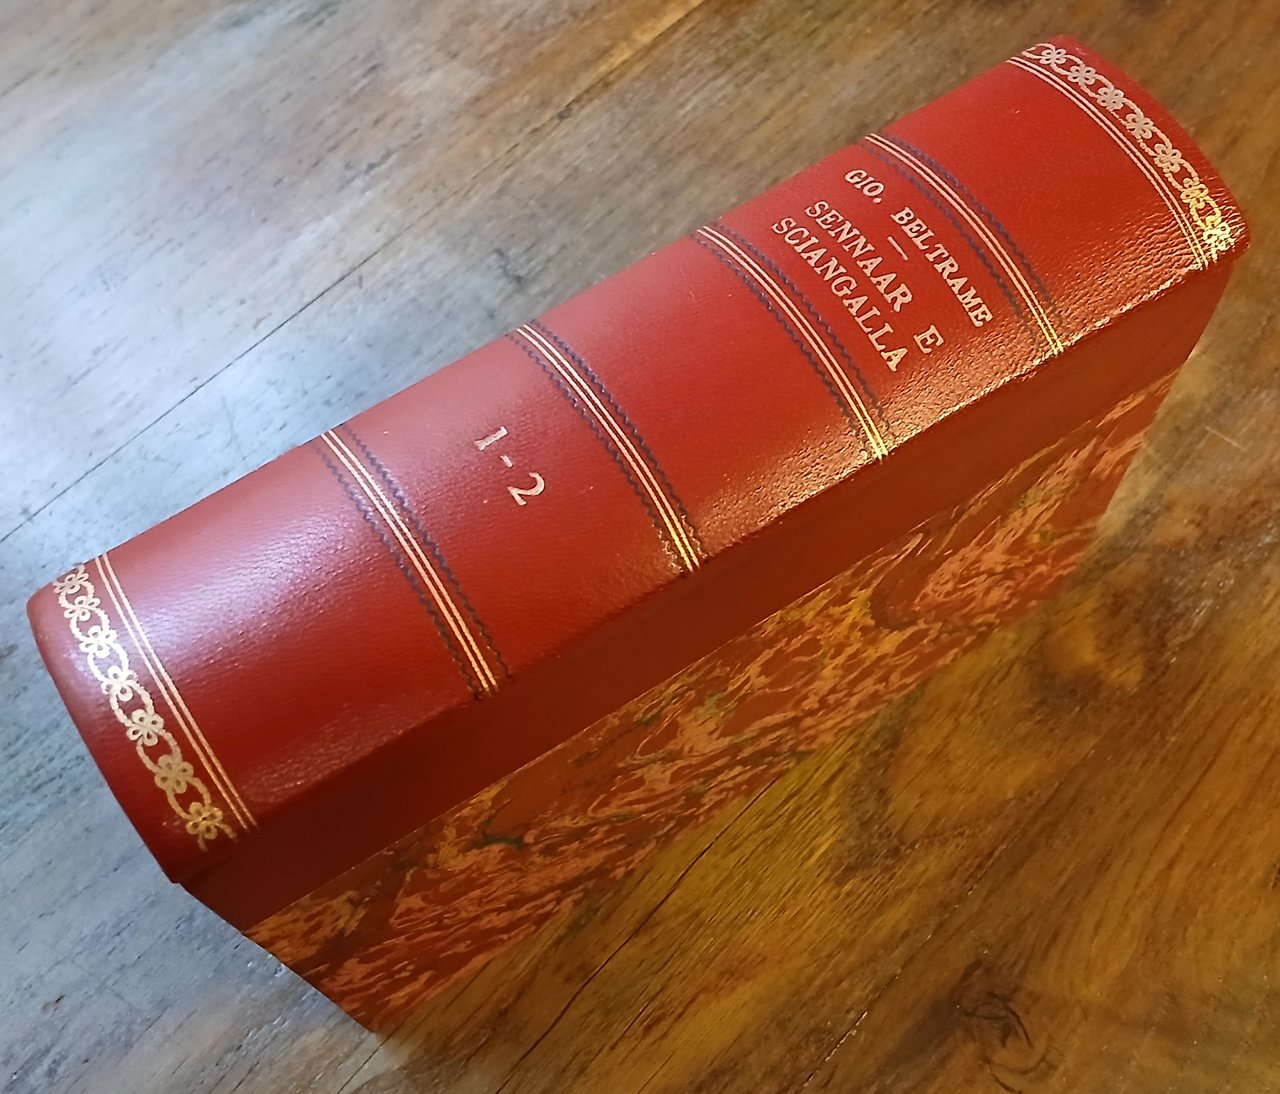 GIO. BELTRAME
SENNAAR E
SCIANGALLA
1-2